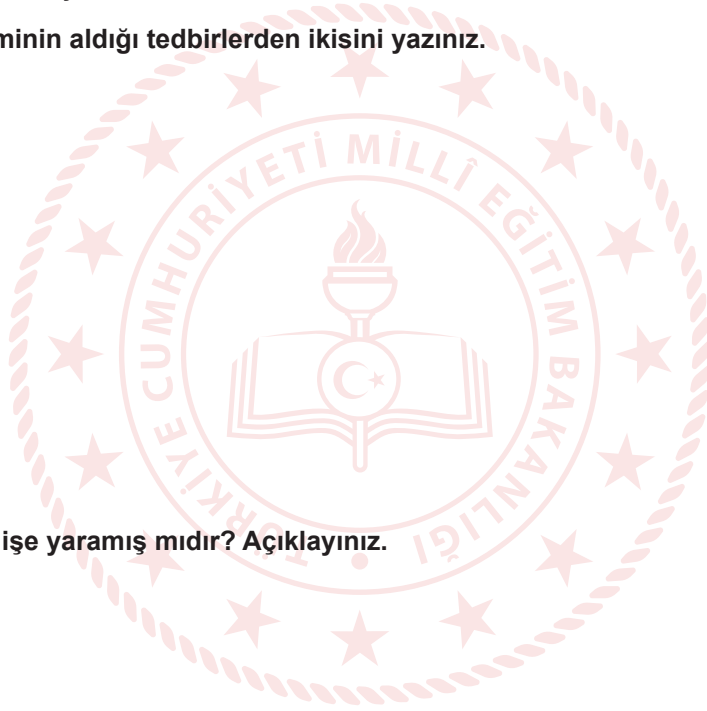 minin aldığı tedbirlerden ikisini yazınız.
TÜRKİYE CUMHURİYETİ MİLLÎ EĞİTİM BAKANLIĞI
işe yaramış mıdır? Açıklayınız.